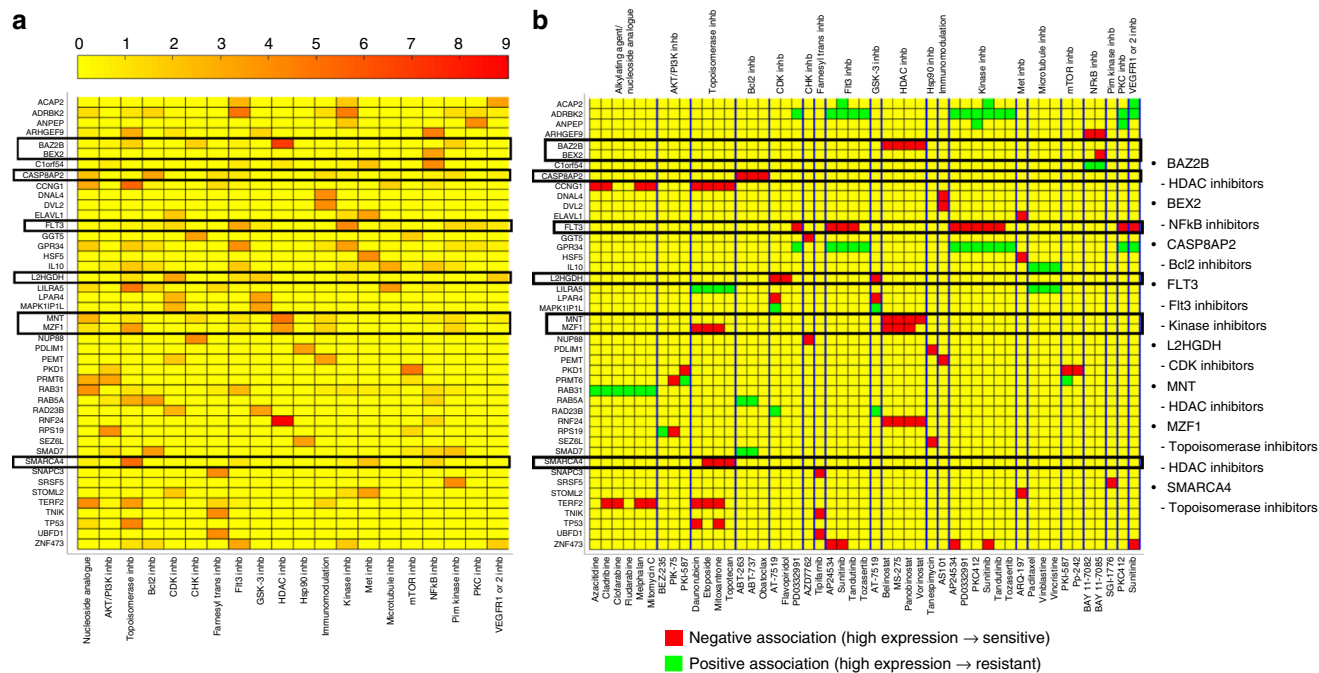 a
0 1 2 3 4 5 6 7 8 9
ACAP2
ADRBK2
ANPEP
ARHGEF9
BAZ2B
BEX2
C1orf54
CASP8AP2
CCNG1
DNAL4
DVL2
ELAVL1
FLT3
GGT5
GPR34
HSF5
IL10
L2HGDH
LILRA5
LPAR4
MAPK1IP1L
MNT
MZF1
NUP88
PDLIM1
PEMT
PKD1
PRMT6
RAB31
RAB5A
RAD23B
RNF24
RPS19
SEZ6L
SMAD7
SMARCA4
SNAPC3
SRSF5
STOML2
TERF2
TNIK
TP53
UBFD1
ZNF473
Nucleoside analogue
AKT/PI3K inhb
Topoisomerase inhb
Bcl2 inhb
CDK inhb
CHK inhb
Farnesyl trans inhb
Flt3 inhb
GSK-3 inhb
HDAC inhb
Hsp90 inhb
Immunomodulation
Kinase inhb
Met inhb
Microtubule inhb
mTOR inhb
NFkB inhb
Pim kinase inhb
PKC inhb
VEGFR1 or 2 inhb
b
Alkylating agent/
nucleoside analogue
AKT/PI3K inhb
Topoisomerase inhb
Bcl2 inhb
CDK inhb
CHK inhb
Farnesyl trans inhb
Flt3 inhb
GSK-3 inhb
HDAC inhb
Hsp90 inhb
Immunomodulation
Kinase inhb
Met inhb
Microtubule inhb
mTOR inhb
NFkB inhb
Pim kinase inhb
PKC inhb
VEGFR1 or 2 inhb
ACAP2
ADRBK2
ANPEP
ARHGEF9
BAZ2B
BEX2
C1orf54
CASP8AP2
CCNG1
DNAL4
DVL2
ELAVL1
FLT3
GGT5
GPR34
HSF5
IL10
L2HGDH
LILRA5
LPAR4
MAPK1IP1L
MNT
MZF1
NUP88
PDLIM1
PEMT
PKD1
PRMT6
RAB31
RAB5A
RAD23B
RNF24
RPS19
SEZ6L
SMAD7
SMARCA4
SNAPC3
SRSF5
STOML2
TERF2
TNIK
TP53
UBFD1
ZNF473
Azacitidine
Cladribine
Clofarabine
Fludarabine
Melphalan
Mitomycin C
BEZ-235
PIK-75
PKI-587
Daunorubicin
Etoposide
Mitoxantrone
Topotecan
ABT-263
ABT-737
Obatoclax
AT-7519
Flavopiridol
PD0332991
AZD7762
Tipifarnib
AP24534
Sunitinib
Tandutinib
Tozasertib
AT-7519
Belinostat
MS-275
Panobinostat
Vorinostat
Tanespimycin
AS101
AP24534
PD0332991
PKC412
Sunitinib
Tandutinib
Tozasertib
ARQ-197
Paclitaxel
Vinblastine
Vincristine
PKI-587
Pp-242
BAY 11-7082
BAY 11-7085
SGI-1776
PKC412
Sunitinib
• BAZ2B
- HDAC inhibitors
• BEX2
- NFkB inhibitors
• CASP8AP2
- Bcl2 inhibitors
• FLT3
- Flt3 inhibitors
- Kinase inhibitors
• L2HGDH
- CDK inhibitors
• MNT
- HDAC inhibitors
• MZF1
- Topoisomerase inhibitors
- HDAC inhibitors
• SMARCA4
- Topoisomerase inhibitors
Negative association (high expression → sensitive)
Positive association (high expression → resistant)